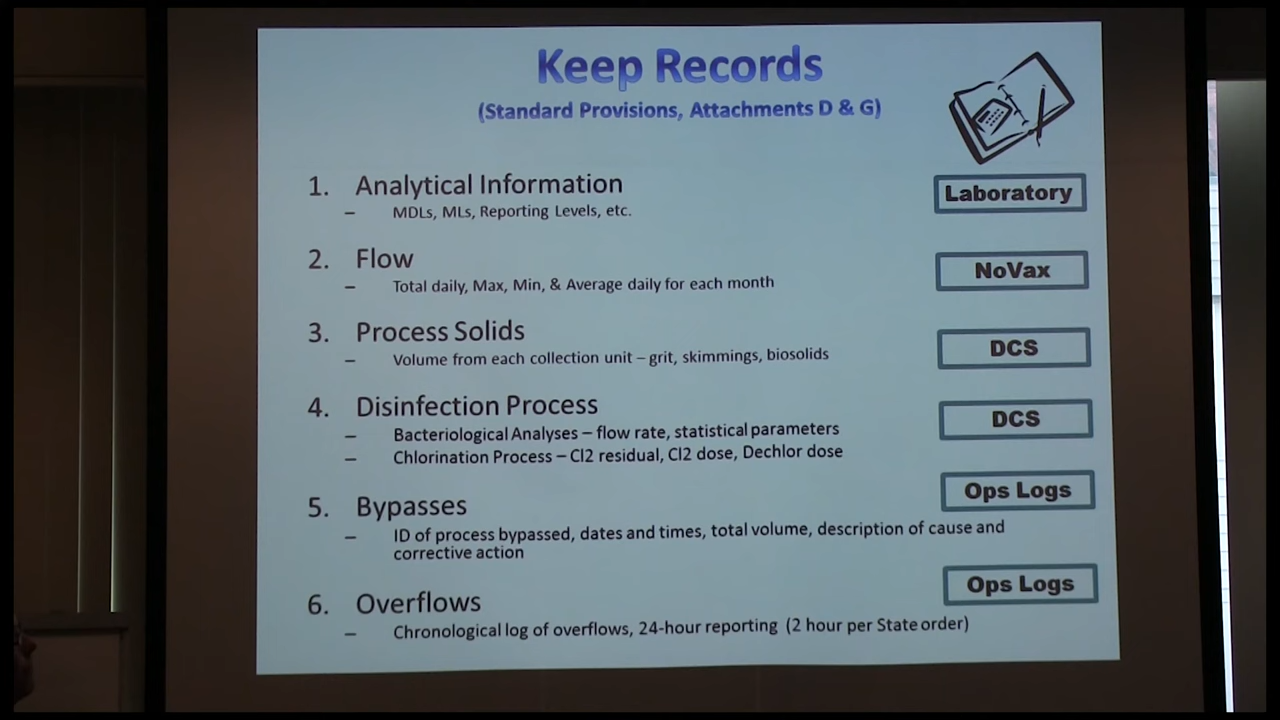 Keep Records
(Standard Provisions, Attachments D & G)
1. Analytical Information
– MDLs, MLs, Reporting Levels, etc.
Laboratory
2. Flow
– Total daily, Max, Min, & Average daily for each month
NoVax
3. Process Solids
– Volume from each collection unit – grit, skimmings, biosolids
DCS
4. Disinfection Process
– Bacteriological Analyses – flow rate, statistical parameters
– Chlorination Process – Cl2 residual, Cl2 dose, Dechlor dose
DCS
5. Bypasses
– ID of process bypassed, dates and times, total volume, description of cause and
corrective action
Ops Logs
6. Overflows
– Chronological log of overflows, 24-hour reporting (2 hour per State order)
Ops Logs